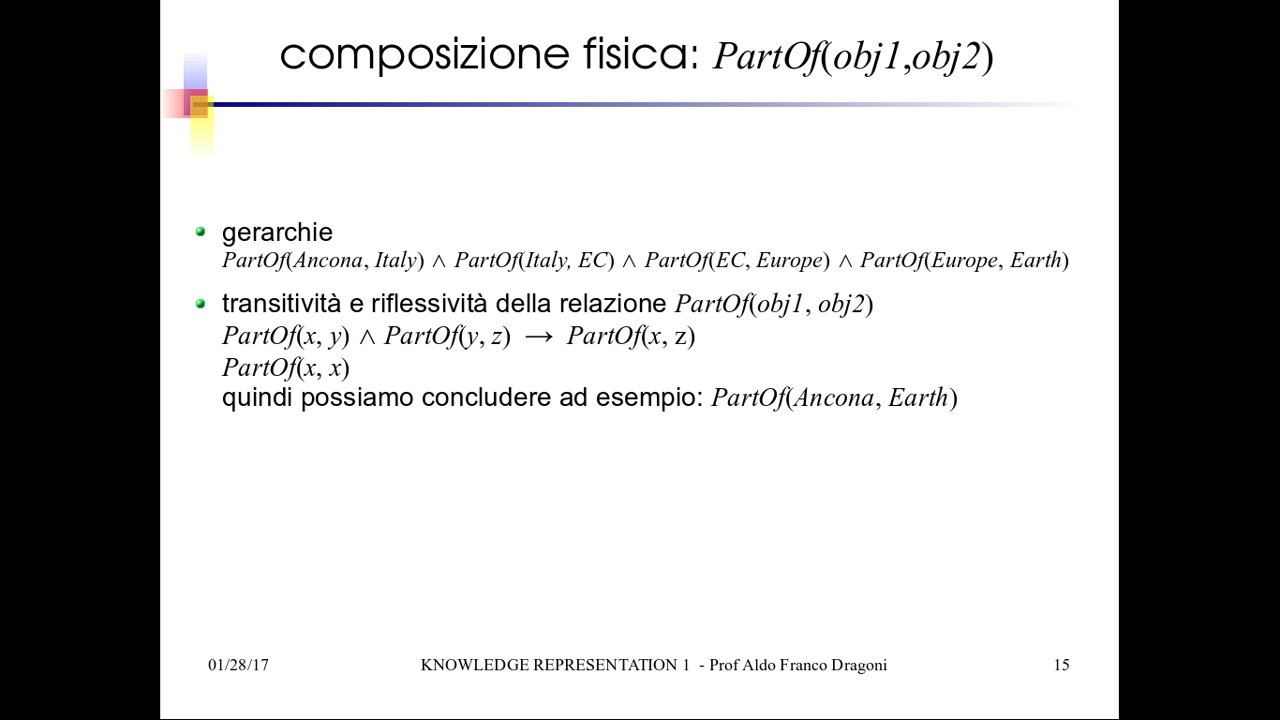 composizione fisica: PartOf(obj1,obj2)
gerarchie
PartOf(Ancona, Italy) ∧ PartOf(Italy, EC) ∧ PartOf(EC, Europe) ∧ PartOf(Europe, Earth)
transitività e riflessività della relazione PartOf(obj1, obj2)
PartOf(x, y) ∧ PartOf(y, z) → PartOf(x, z)
PartOf(x, x)
quindi possiamo concludere ad esempio: PartOf(Ancona, Earth)
01/28/17 KNOWLEDGE REPRESENTATION 1 - Prof Aldo Franco Dragoni 15